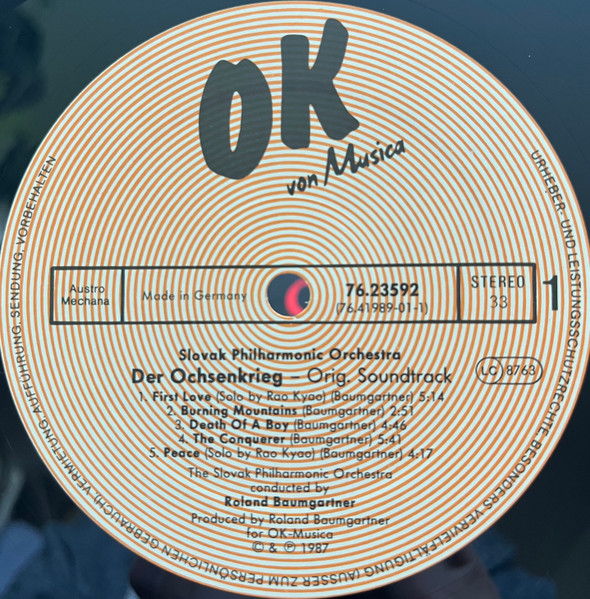 ÖK
von Musica
Austro
Mechana
Made in Germany
76.23592
(76.41989-01-1)
STEREO
33
1
Slovak Philharmonic Orchestra
Der Ochsenkrieg – Orig. Soundtrack
LC 8763
1. First Love (Solo by Rao Kyao) (Baumgartner) 5:14
2. Burning Mountains (Baumgartner) 2:51
3. Death Of A Boy (Baumgartner) 4:46
4. The Conquerer (Baumgartner) 5:41
5. Peace (Solo by Rao Kyao) (Baumgartner) 4:17
The Slovak Philharmonic Orchestra
conducted by
Roland Baumgartner
Produced by Roland Baumgartner
for OK-Musica
© & ℗ 1987
URHEBER- UND LEISTUNGSSCHUTZRECHTE, BESONDERS VERVIELFÄLTIGUNG (AUSSER ZUM PERSÖNLICHEN GEBRAUCH), VERMIETUNG, AUFFÜHRUNG, SENDUNG, VORBEHALTEN